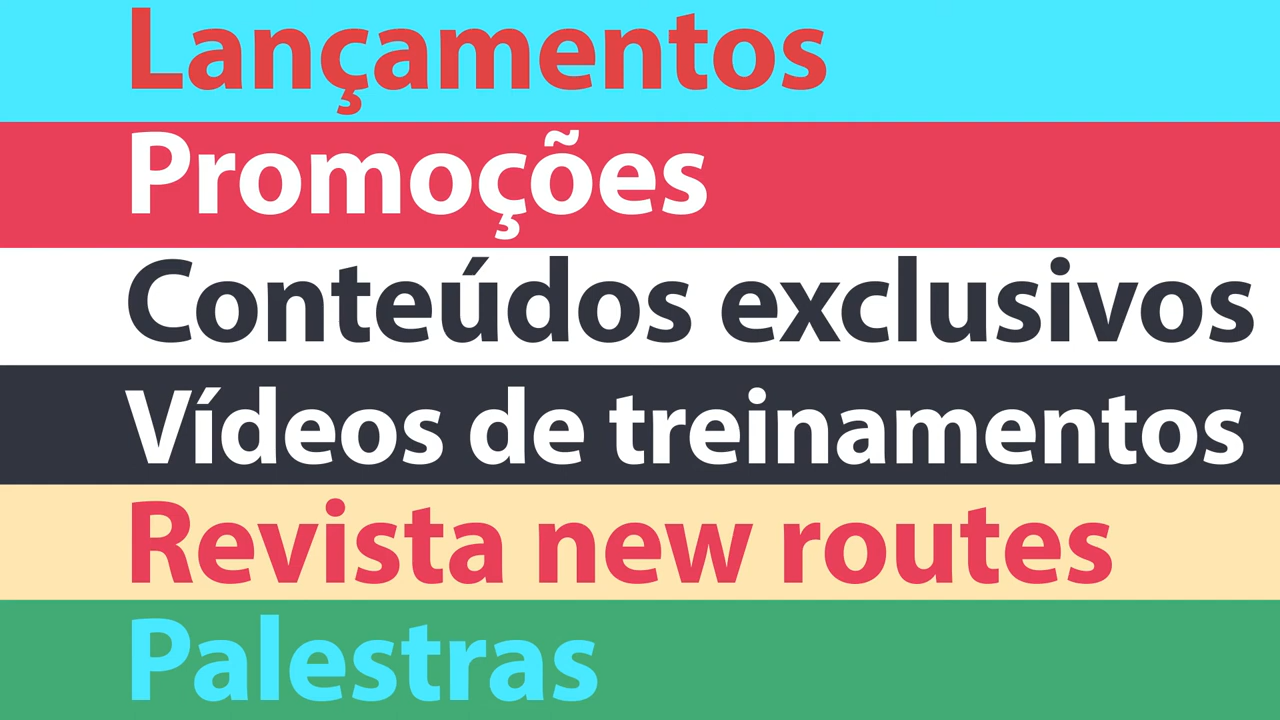 Lançamentos
Promoções
Conteúdos exclusivos
Vídeos de treinamentos
Revista new routes
Palestras